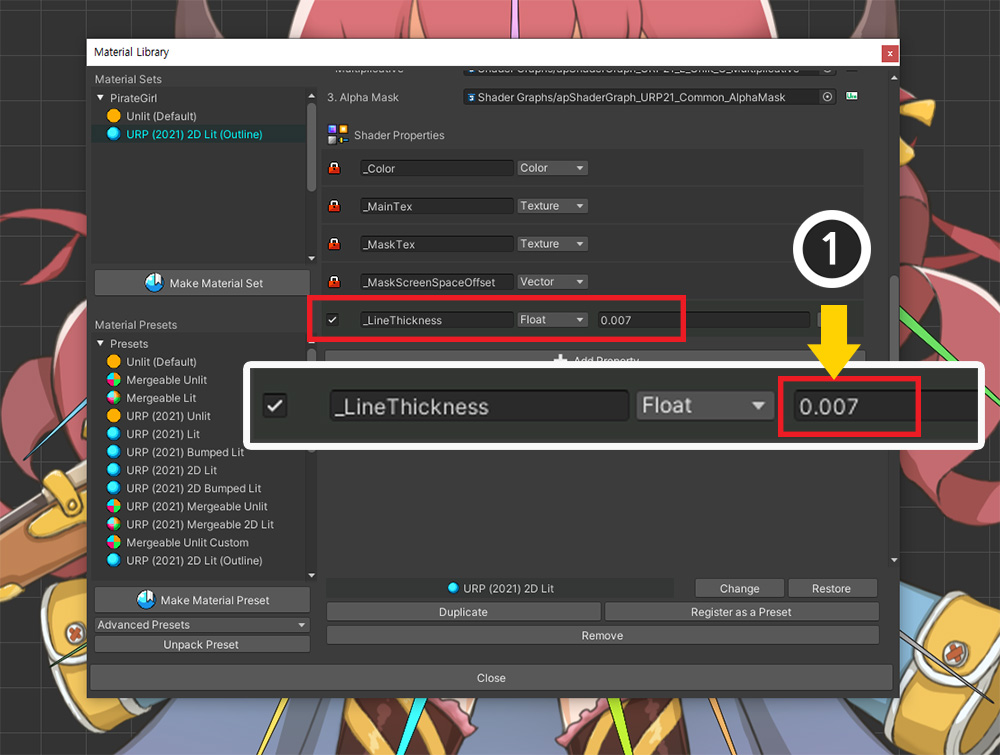 Material Library
x
Material Sets
PirateGirl
Unlit (Default)
URP (2021) 2D Lit (Outline)
Make Material Set
Material Presets
Presets
Unlit (Default)
Mergeable Unlit
Mergeable Lit
URP (2021) Unlit
URP (2021) Lit
URP (2021) Bumped Lit
URP (2021) 2D Lit
URP (2021) 2D Bumped Lit
URP (2021) Mergeable Unlit
URP (2021) Mergeable 2D Lit
Mergeable Unlit Custom
URP (2021) 2D Lit (Outline)
Make Material Preset
Advanced Presets
Unpack Preset
3. Alpha Mask
Shader Graphs/apShaderGraph_URP21_Common_AlphaMask
Shader Properties
_Color Color
_MainTex Texture
_MaskTex Texture
_MaskScreenSpaceOffset Vector
_LineThickness Float 0.007
Add Property
1
_LineThickness Float 0.007
URP (2021) 2D Lit
Change Restore
Duplicate Register as a Preset
Remove
Close